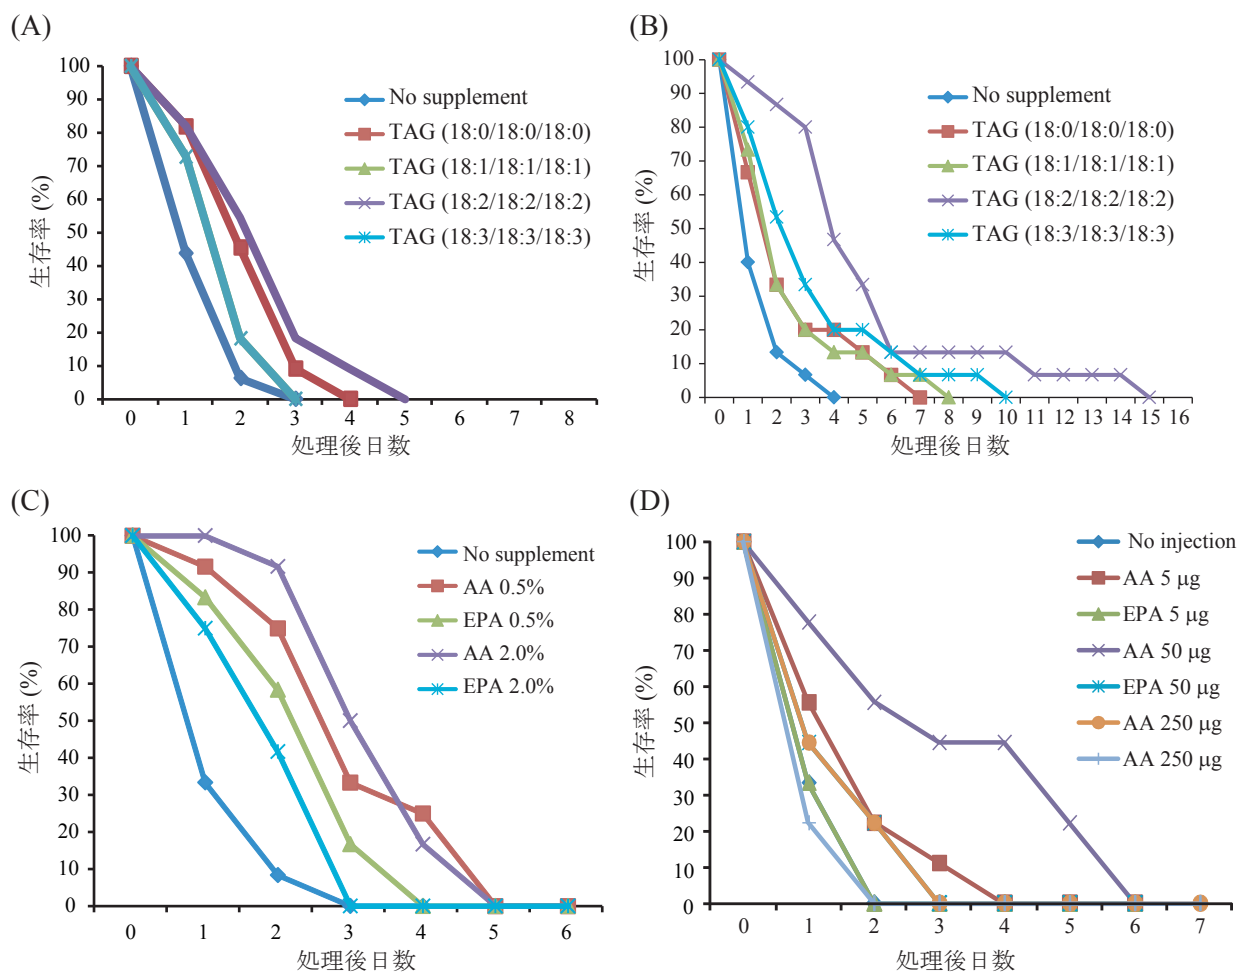 (A)
100
90
80
70
60
50
40
30
20
10
0
生存率 (%)
0 1 2 3 4 5 6 7 8
処理後日数
No supplement
TAG (18:0/18:0/18:0)
TAG (18:1/18:1/18:1)
TAG (18:2/18:2/18:2)
TAG (18:3/18:3/18:3)
(B)
100
90
80
70
60
50
40
30
20
10
0
生存率 (%)
0 1 2 3 4 5 6 7 8 9 10 11 12 13 14 15 16
処理後日数
No supplement
TAG (18:0/18:0/18:0)
TAG (18:1/18:1/18:1)
TAG (18:2/18:2/18:2)
TAG (18:3/18:3/18:3)
(C)
100
90
80
70
60
50
40
30
20
10
0
生存率 (%)
0 1 2 3 4 5 6
処理後日数
No supplement
AA 0.5%
EPA 0.5%
AA 2.0%
EPA 2.0%
(D)
100
90
80
70
60
50
40
30
20
10
0
生存率 (%)
0 1 2 3 4 5 6 7
処理後日数
No injection
AA 5 μg
EPA 5 μg
AA 50 μg
EPA 50 μg
AA 250 μg
AA 250 μg